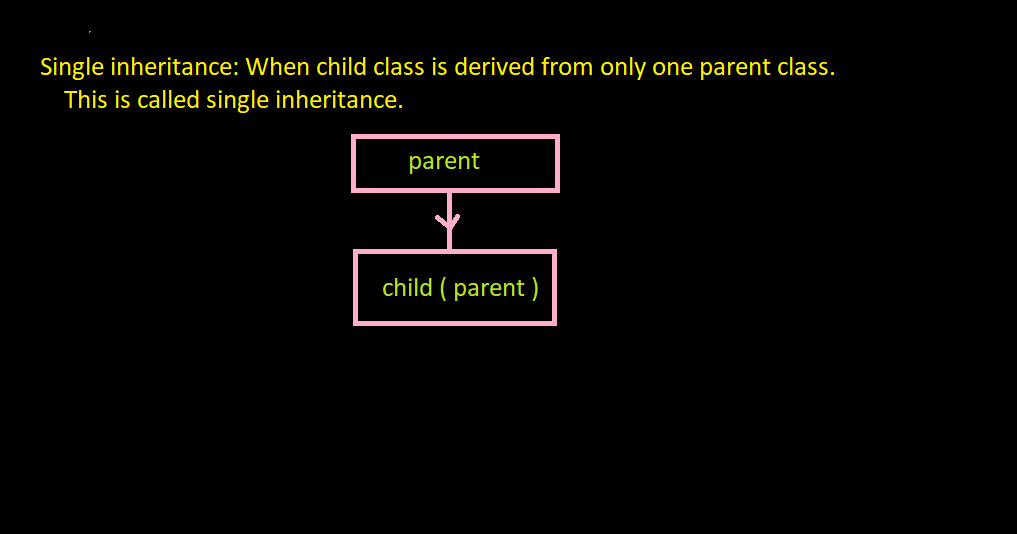 Single inheritance: When child class is derived from only one parent class.
This is called single inheritance.
parent
child ( parent )